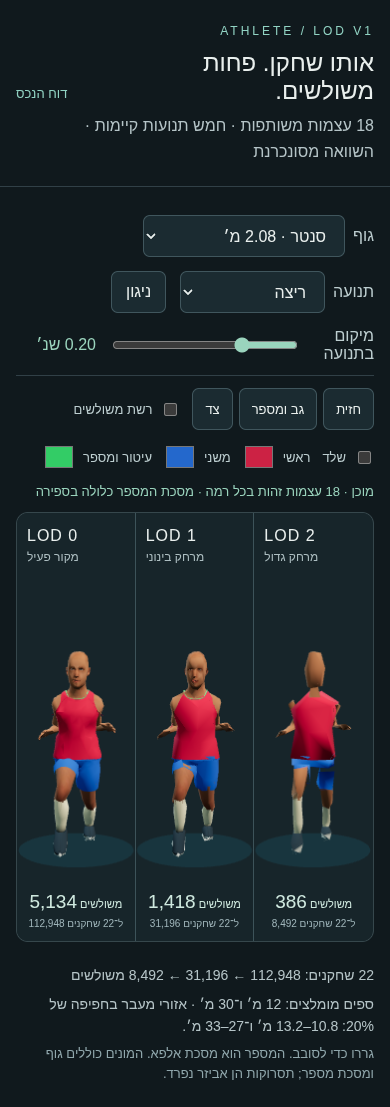 ATHLETE / LOD V1
אותו שחקן. פחות
משולשים.
דוח הנכס
18 עצמות משותפות · חמש תנועות קיימות ·
השוואה מסונכרנת
גוף
סנטר · 2.08 מ׳
תנועה
ריצה
ניגון
מיקום
בתנועה
0.20 שנ׳
חזית
גב ומספר
צד
רשת משולשים
שלד
ראשי
משני
עיטור ומספר
מוכן · 18 עצמות זהות בכל רמה · מסכת המספר כלולה בספירה
LOD 0
מקור פעיל
LOD 1
מרחק בינוני
LOD 2
מרחק גדול
5,134 משולשים
ל־22 שחקנים 112,948
1,418 משולשים
ל־22 שחקנים 31,196
386 משולשים
ל־22 שחקנים 8,492
22 שחקנים: 112,948 ← 31,196 ← 8,492 משולשים
ספים מומלצים: 12 מ׳ ו־30 מ׳ · אזורי מעבר בחפיפה של
20%: 10.8–13.2 מ׳ ו־27–33 מ׳.
גררו כדי לסובב. המספר הוא מסכת אלפא. המונים כוללים גוף
ומסכת מספר; תסרוקות הן אביזר נפרד.